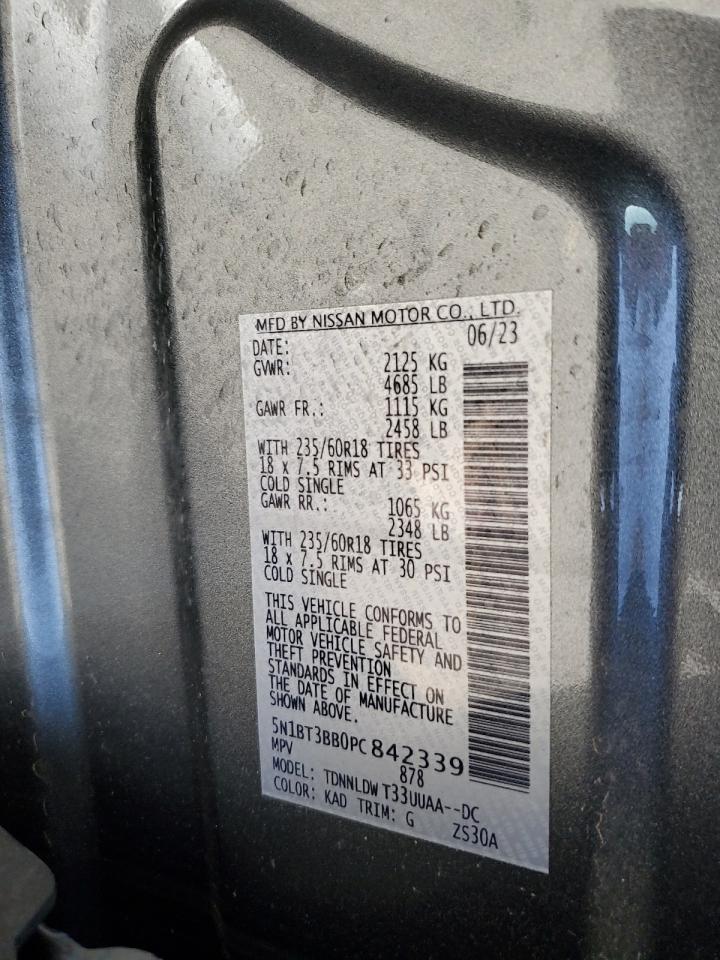 MFD BY NISSAN MOTOR CO., LTD.
DATE: 06/23
GVWR: 2125 KG
4685 LB
GAWR FR.: 1115 KG
2458 LB
WITH 235/60R18 TIRES
18 x 7.5 RIMS AT 33 PSI
COLD SINGLE
GAWR RR.: 1065 KG
2348 LB
WITH 235/60R18 TIRES
18 x 7.5 RIMS AT 30 PSI
COLD SINGLE
THIS VEHICLE CONFORMS TO
ALL APPLICABLE FEDERAL
MOTOR VEHICLE SAFETY AND
THEFT PREVENTION
STANDARDS IN EFFECT ON
THE DATE OF MANUFACTURE
SHOWN ABOVE.
5N1BT3BB0PC842339
MPV 878
MODEL: TDNNLDWT33UUAA--DC
COLOR: KAD TRIM: G ZS30A